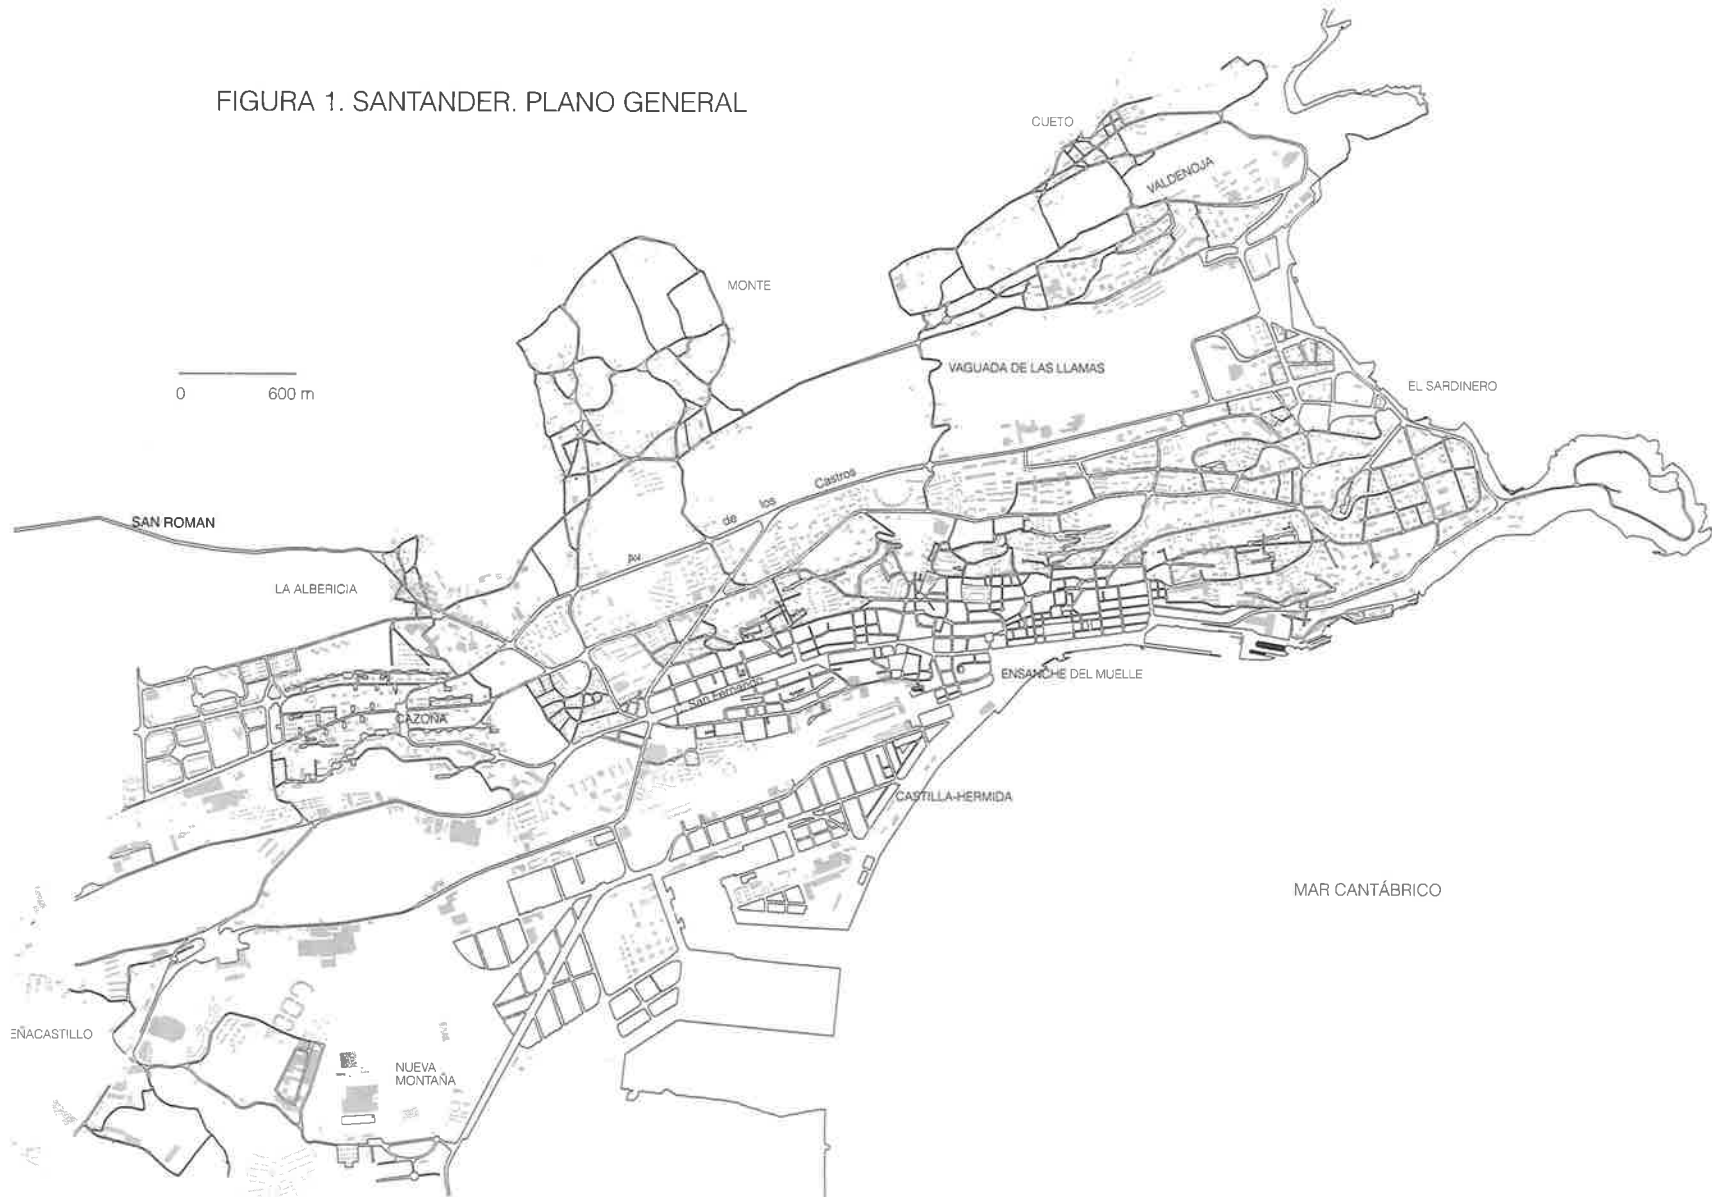 FIGURA 1. SANTANDER. PLANO GENERAL
CUETO
VALDENOJA
MONTE
0 600 m
VAGUADA DE LAS LLAMAS
EL SARDINERO
Av. de los Castros
SAN ROMAN
LA ALBERICIA
ENSANCHE DEL MUELLE
C. San Fernando
CAZOÑA
CASTILLA-HERMIDA
MAR CANTÁBRICO
EÑACASTILLO
NUEVA
MONTAÑA